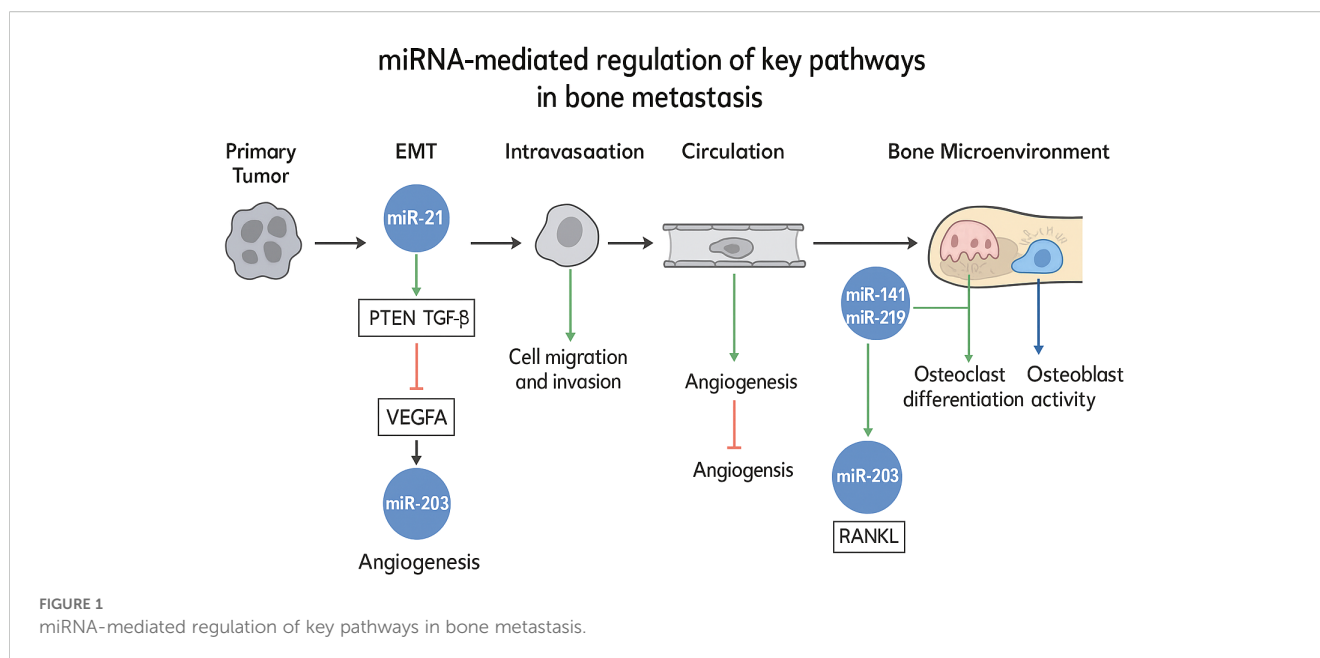 miRNA-mediated regulation of key pathways
in bone metastasis
Primary
Tumor
EMT
Intravasaation
Circulation
Bone Microenvironment
miR-21
PTEN TGF-β
VEGFA
miR-203
Angiogenesis
Cell migration
and invasion
Angiogenesis
Angiogensis
miR-141
miR-219
miR-203
RANKL
Osteoclast
differentiation
Osteoblast
activity
FIGURE 1
miRNA-mediated regulation of key pathways in bone metastasis.